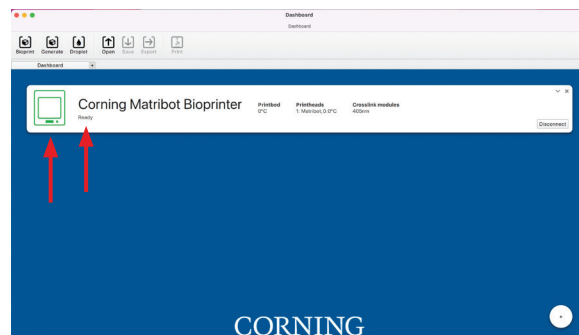 Dashboard
Dashboard
Bioprint Generate Droplet Open Save Export Print
Dashboard +
Corning Matribot Bioprinter
Ready
Printbed
0°C
Printheads
1: Matribot, 0.0°C
Crosslink modules
405nm
Disconnect
CORNING